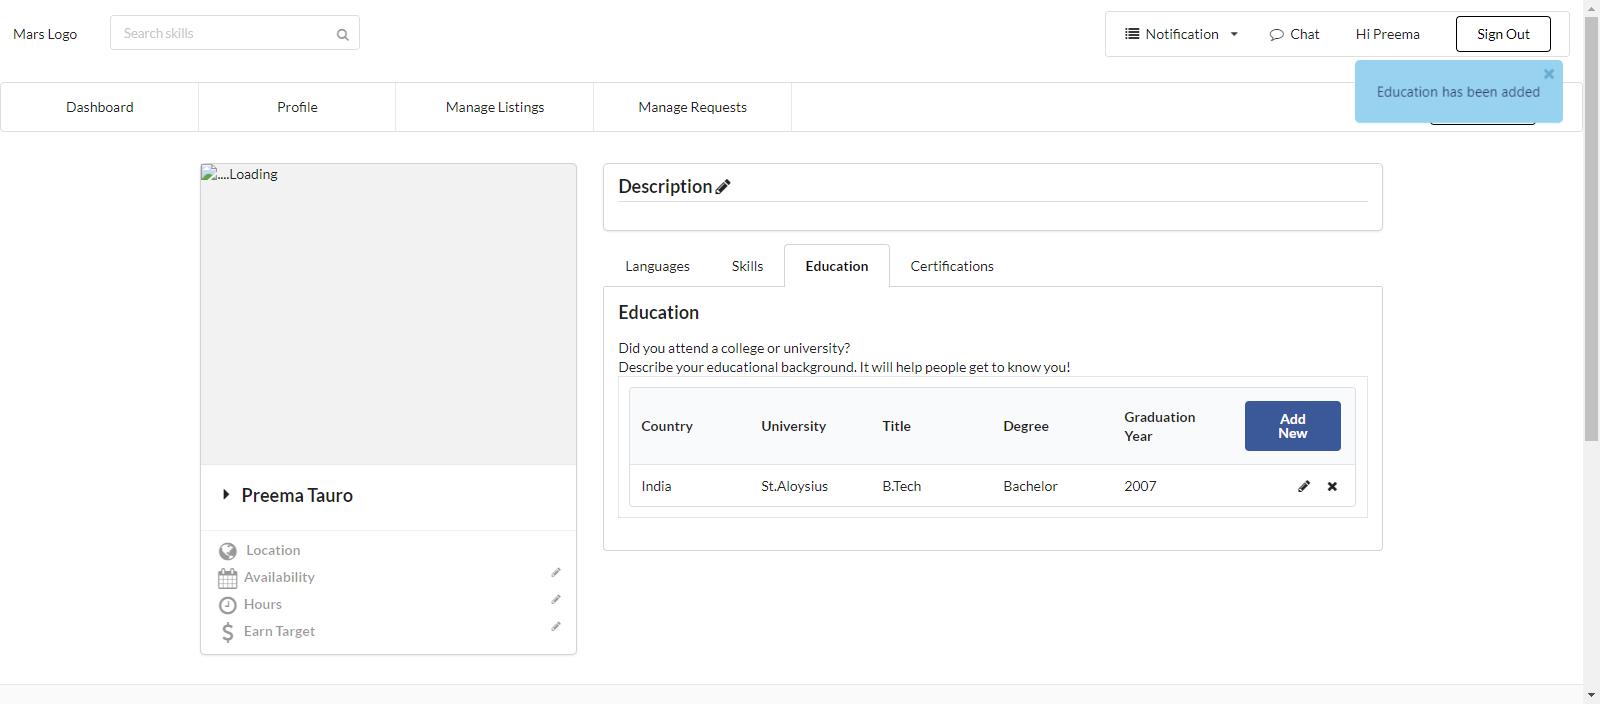 Mars Logo
Search skills
Notification
Chat
Hi Preema
Sign Out
Education has been added
Dashboard
Profile
Manage Listings
Manage Requests
....Loading
Preema Tauro
Location
Availability
Hours
Earn Target
Description
Languages
Skills
Education
Certifications
Education
Did you attend a college or university?
Describe your educational background. It will help people get to know you!
Country
University
Title
Degree
Graduation
Year
Add
New
India
St.Aloysius
B.Tech
Bachelor
2007